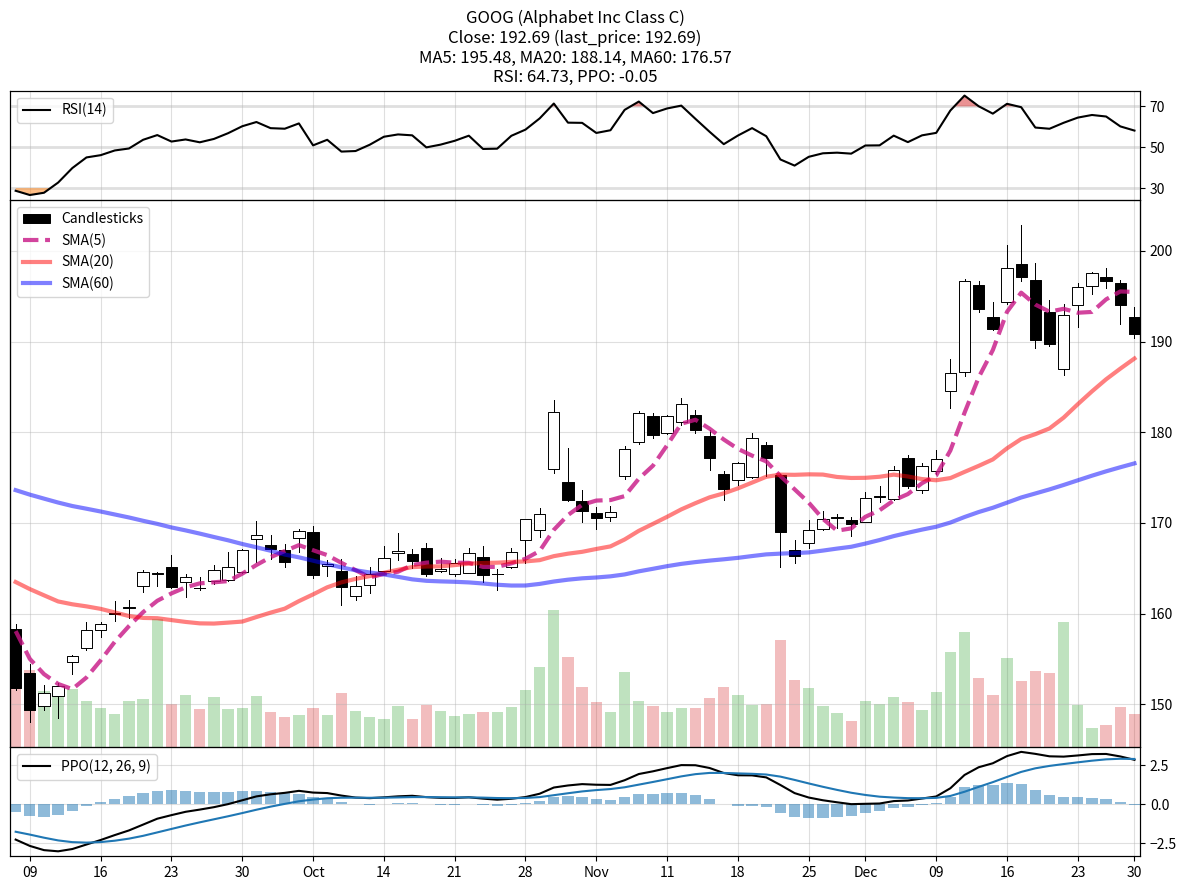 GOOG (Alphabet Inc Class C)
Close: 192.69 (last_price: 192.69)
MA5: 195.48, MA20: 188.14, MA60: 176.57
RSI: 64.73, PPO: -0.05
RSI(14)
70
50
30
Candlesticks
SMA(5)
SMA(20)
SMA(60)
200
190
180
170
160
150
PPO(12, 26, 9)
2.5
0.0
−2.5
09 16 23 30 Oct 14 21 28 Nov 11 18 25 Dec 09 16 23 30